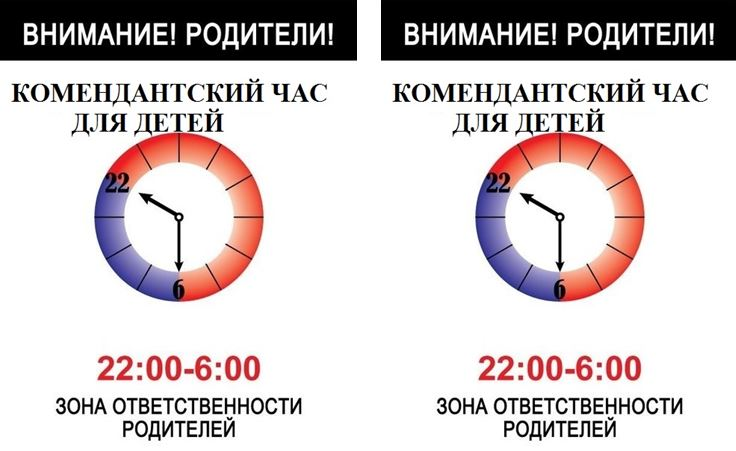 ВНИМАНИЕ! РОДИТЕЛИ!
КОМЕНДАНТСКИЙ ЧАС
ДЛЯ ДЕТЕЙ
22
6
22:00-6:00
ЗОНА ОТВЕТСТВЕННОСТИ
РОДИТЕЛЕЙ
ВНИМАНИЕ! РОДИТЕЛИ!
КОМЕНДАНТСКИЙ ЧАС
ДЛЯ ДЕТЕЙ
22
6
22:00-6:00
ЗОНА ОТВЕТСТВЕННОСТИ
РОДИТЕЛЕЙ